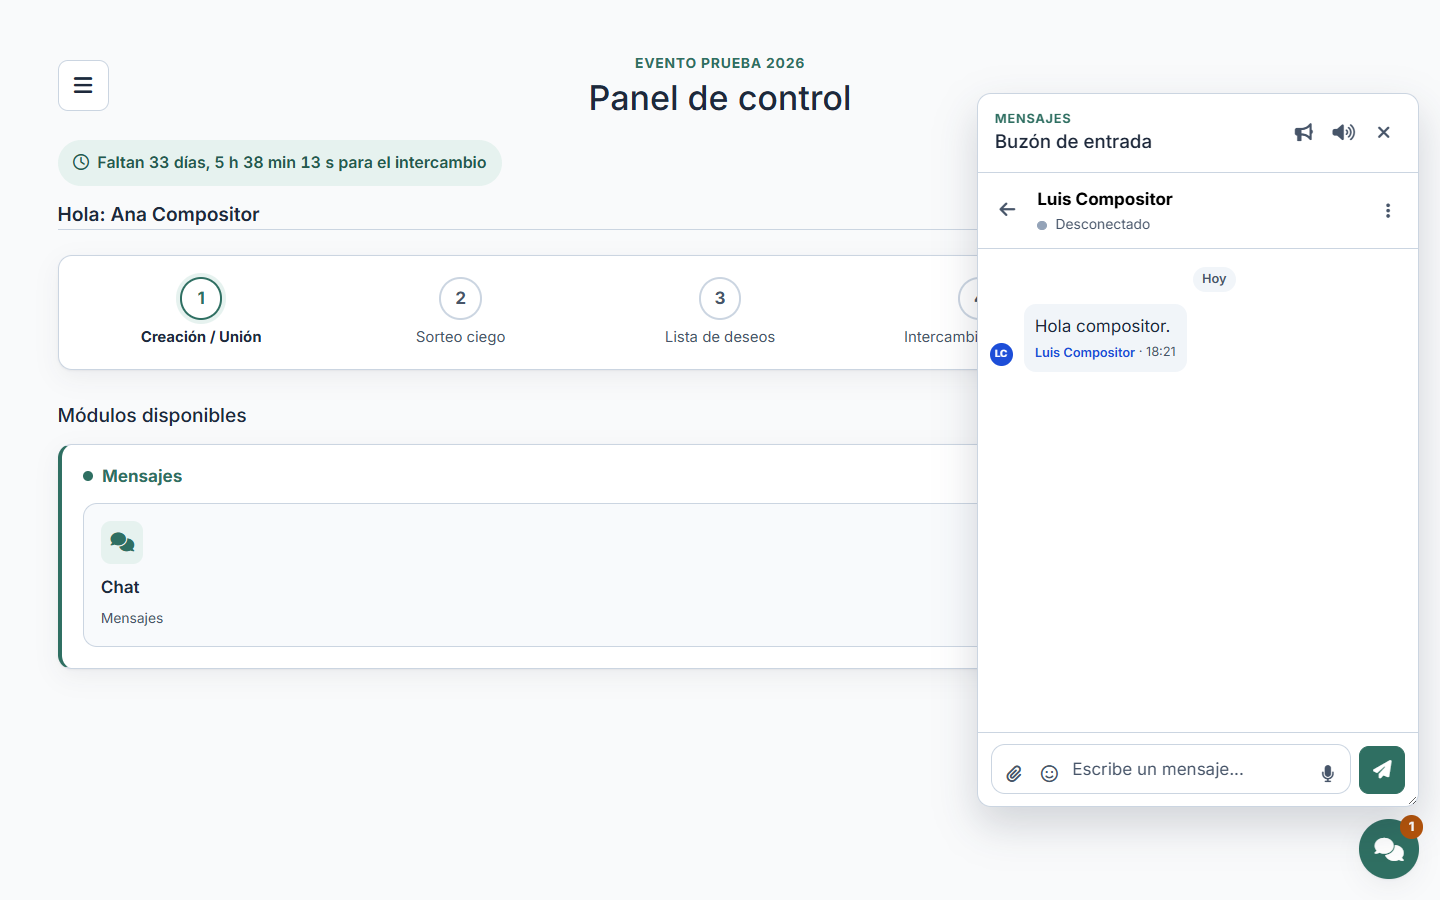 EVENTO PRUEBA 2026
Panel de control
Faltan 33 días, 5 h 38 min 13 s para el intercambio
Hola: Ana Compositor
1
Creación / Unión
2
Sorteo ciego
3
Lista de deseos
Módulos disponibles
Mensajes
Chat
Mensajes
MENSAJES
Buzón de entrada
Luis Compositor
Desconectado
Hoy
Hola compositor.
LC
Luis Compositor · 18:21
Escribe un mensaje...
1